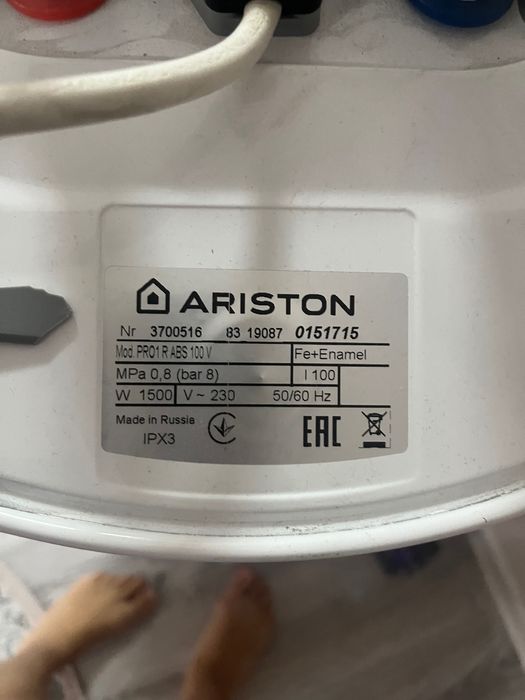 ARISTON
Nr 3700516 83 19087 0151715
Mod. PRO1 R ABS 100 V Fe+Enamel
MPa 0,8 (bar 8) l 100
W 1500 V ~ 230 50/60 Hz
Made in Russia
IPX3
EAC